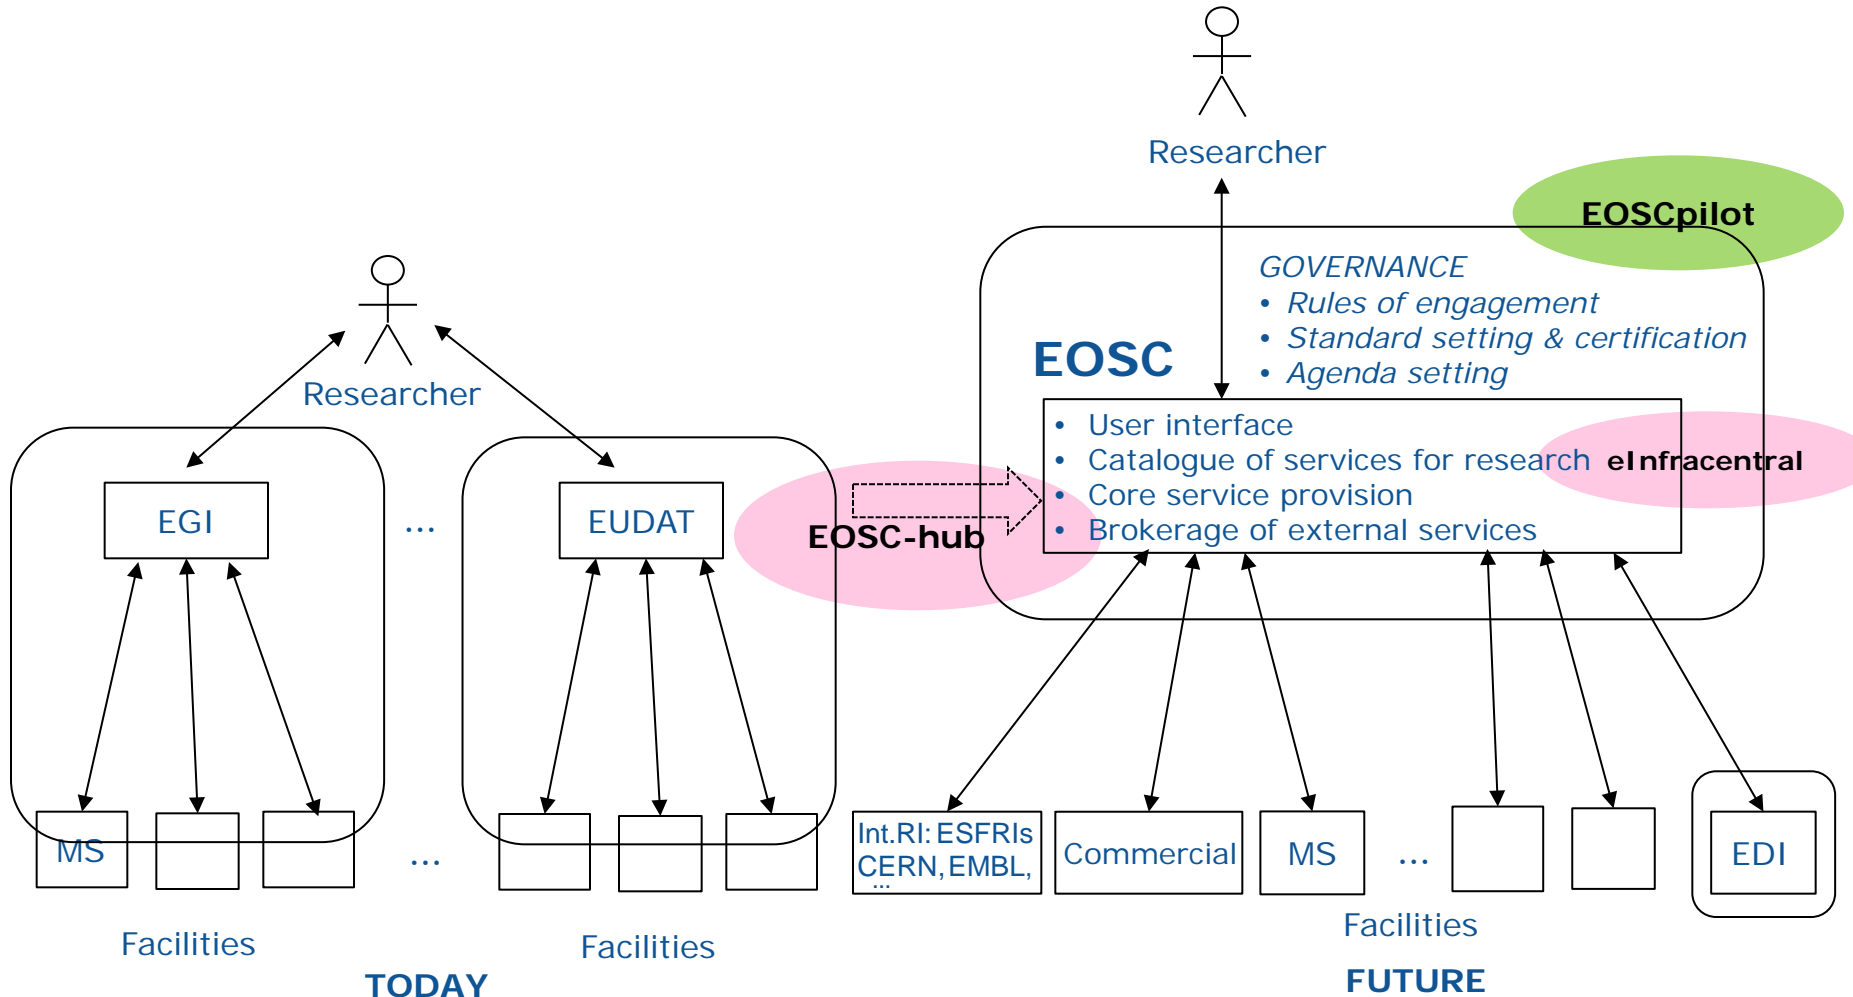 Researcher
EGI
...
EUDAT
MS
...
Facilities
Facilities
TODAY
EOSC-hub
Researcher
EOSCpilot
EOSC
GOVERNANCE
• Rules of engagement
• Standard setting & certification
• Agenda setting
• User interface
• Catalogue of services for research
eInfracentral
• Core service provision
• Brokerage of external services
Int.RI: ESFRIs
CERN, EMBL,
...
Commercial
MS
...
EDI
Facilities
FUTURE